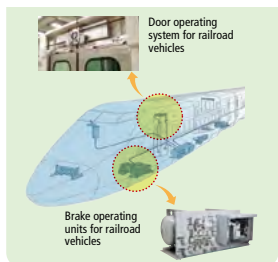 Door operating
system for railroad
vehicles
Brake operating
units for railroad
vehicles